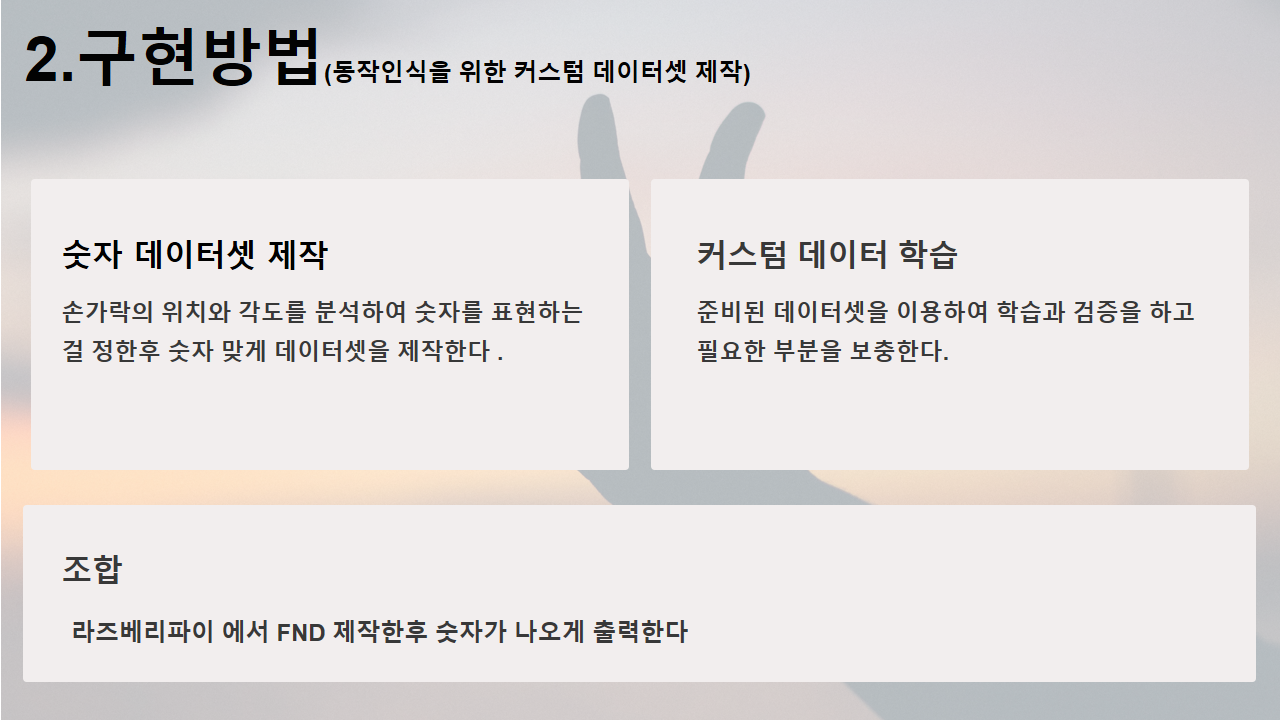 2.구현방법(동작인식을 위한 커스텀 데이터셋 제작)
숫자 데이터셋 제작
손가락의 위치와 각도를 분석하여 숫자를 표현하는
걸 정한후 숫자 맞게 데이터셋을 제작한다 .
커스텀 데이터 학습
준비된 데이터셋을 이용하여 학습과 검증을 하고
필요한 부분을 보충한다.
조합
라즈베리파이 에서 FND 제작한후 숫자가 나오게 출력한다